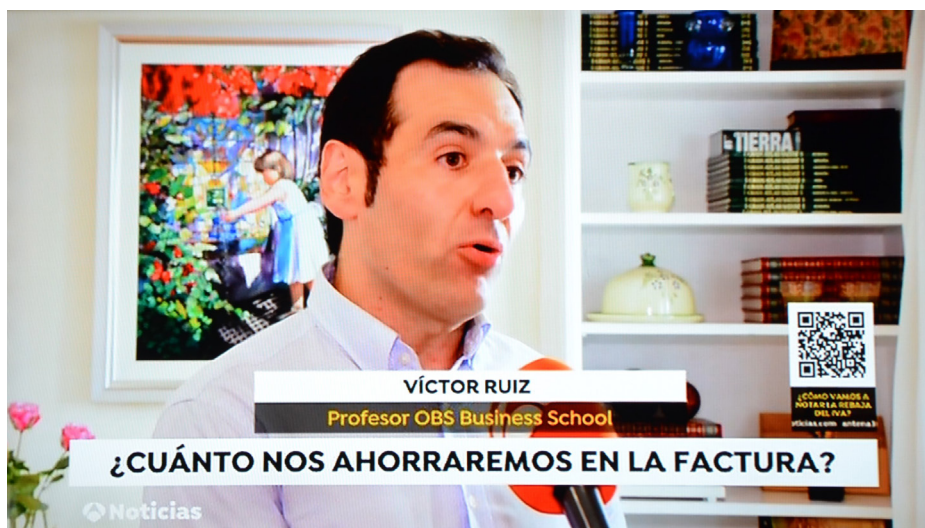 TIERRA
VÍCTOR RUIZ
Profesor OBS Business School
¿CÓMO VAMOS A
NOTAR LA REBAJA
DEL IVA?
¿CUÁNTO NOS AHORRAREMOS EN LA FACTURA?
Noticias